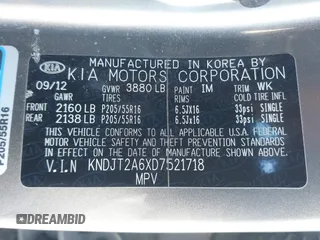 MANUFACTURED IN KOREA BY
KIA KIA MOTORS CORPORATION
09/12 GVWR 3880 LB PAINT 1M TRIM WK
GAWR TIRES RIMS COLD TIRE INFL
FRONT 2160 LB P205/55R16 6.5JX16 33psi SINGLE
REAR 2138 LB P205/55R16 6.5JX16 33psi SINGLE
THIS VEHICLE CONFORMS TO ALL APPLICABLE FEDERAL
MOTOR VEHICLE SAFETY STANDARDS IN EFFECT ON
THE DATE OF MANUFACTURE SHOWN ABOVE.
V.I.N KNDJT2A6XD7521718
MPV
P205/55R16
DREAMBID